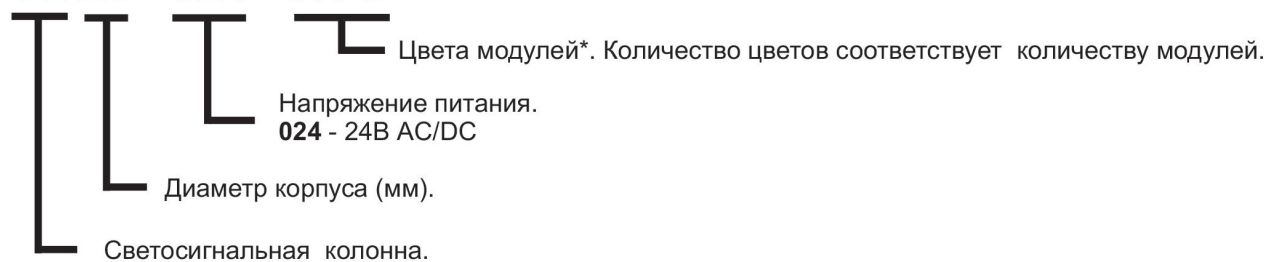 Цвета модулей*. Количество цветов соответствует количеству модулей.
Напряжение питания.
024 - 24В AC/DC
Диаметр корпуса (мм).
Светосигнальная колонна.